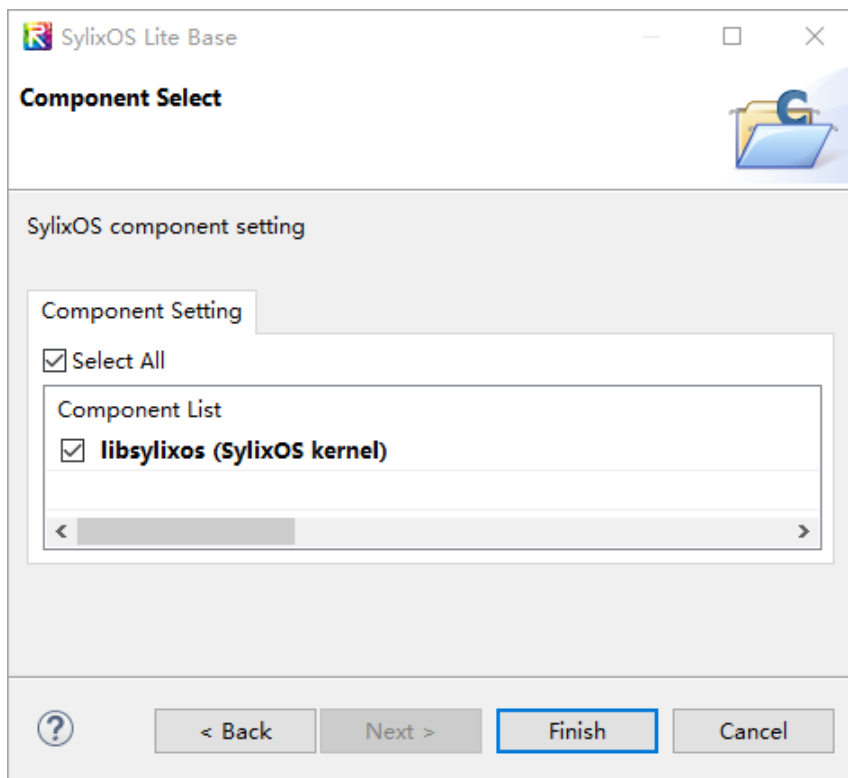 SylixOS Lite Base
Component Select
SylixOS component setting
Component Setting
Select All
Component List
libsylixos (SylixOS kernel)
< Back Next > Finish Cancel